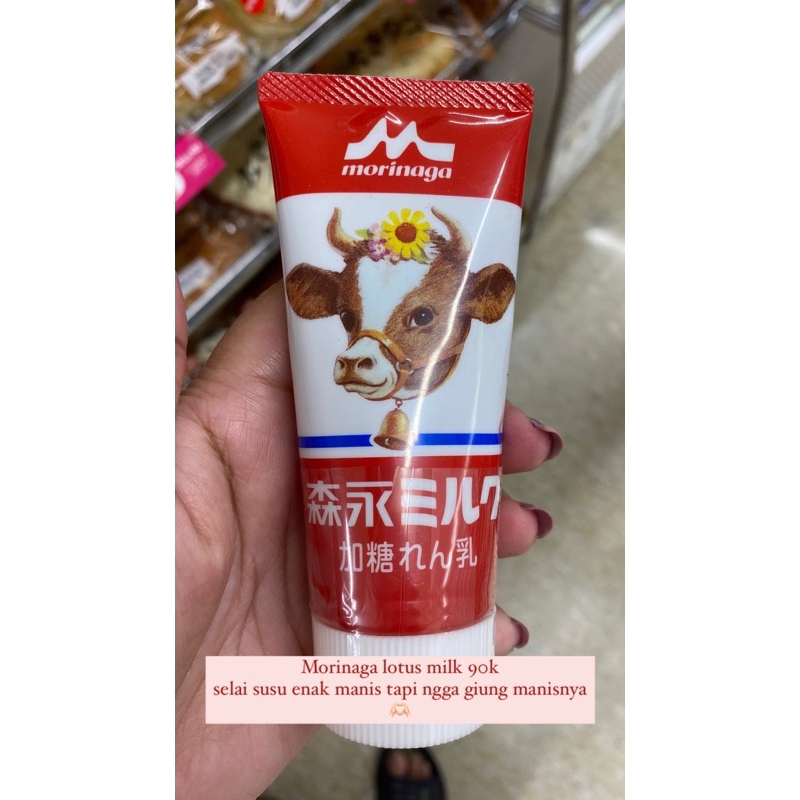 morinaga
森永ミルク
加糖れん乳
Morinaga lotus milk 90k
selai susu enak manis tapi ngga giung manisnya
🫶🏻